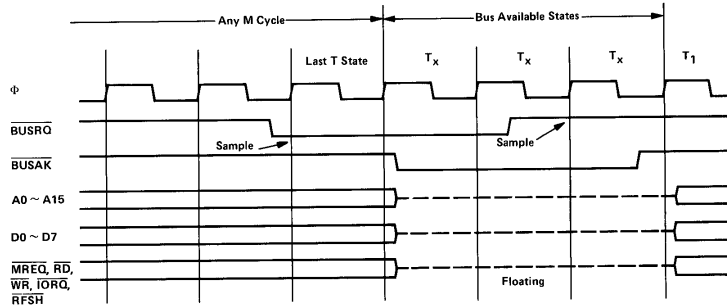 Any M Cycle
Bus Available States
Last T State
Tx
Tx
Tx
T1
Φ
BUSRQ
Sample
Sample
BUSAK
A0 ~ A15
D0 ~ D7
MREQ, RD,
WR, IORQ,
RFSH
Floating